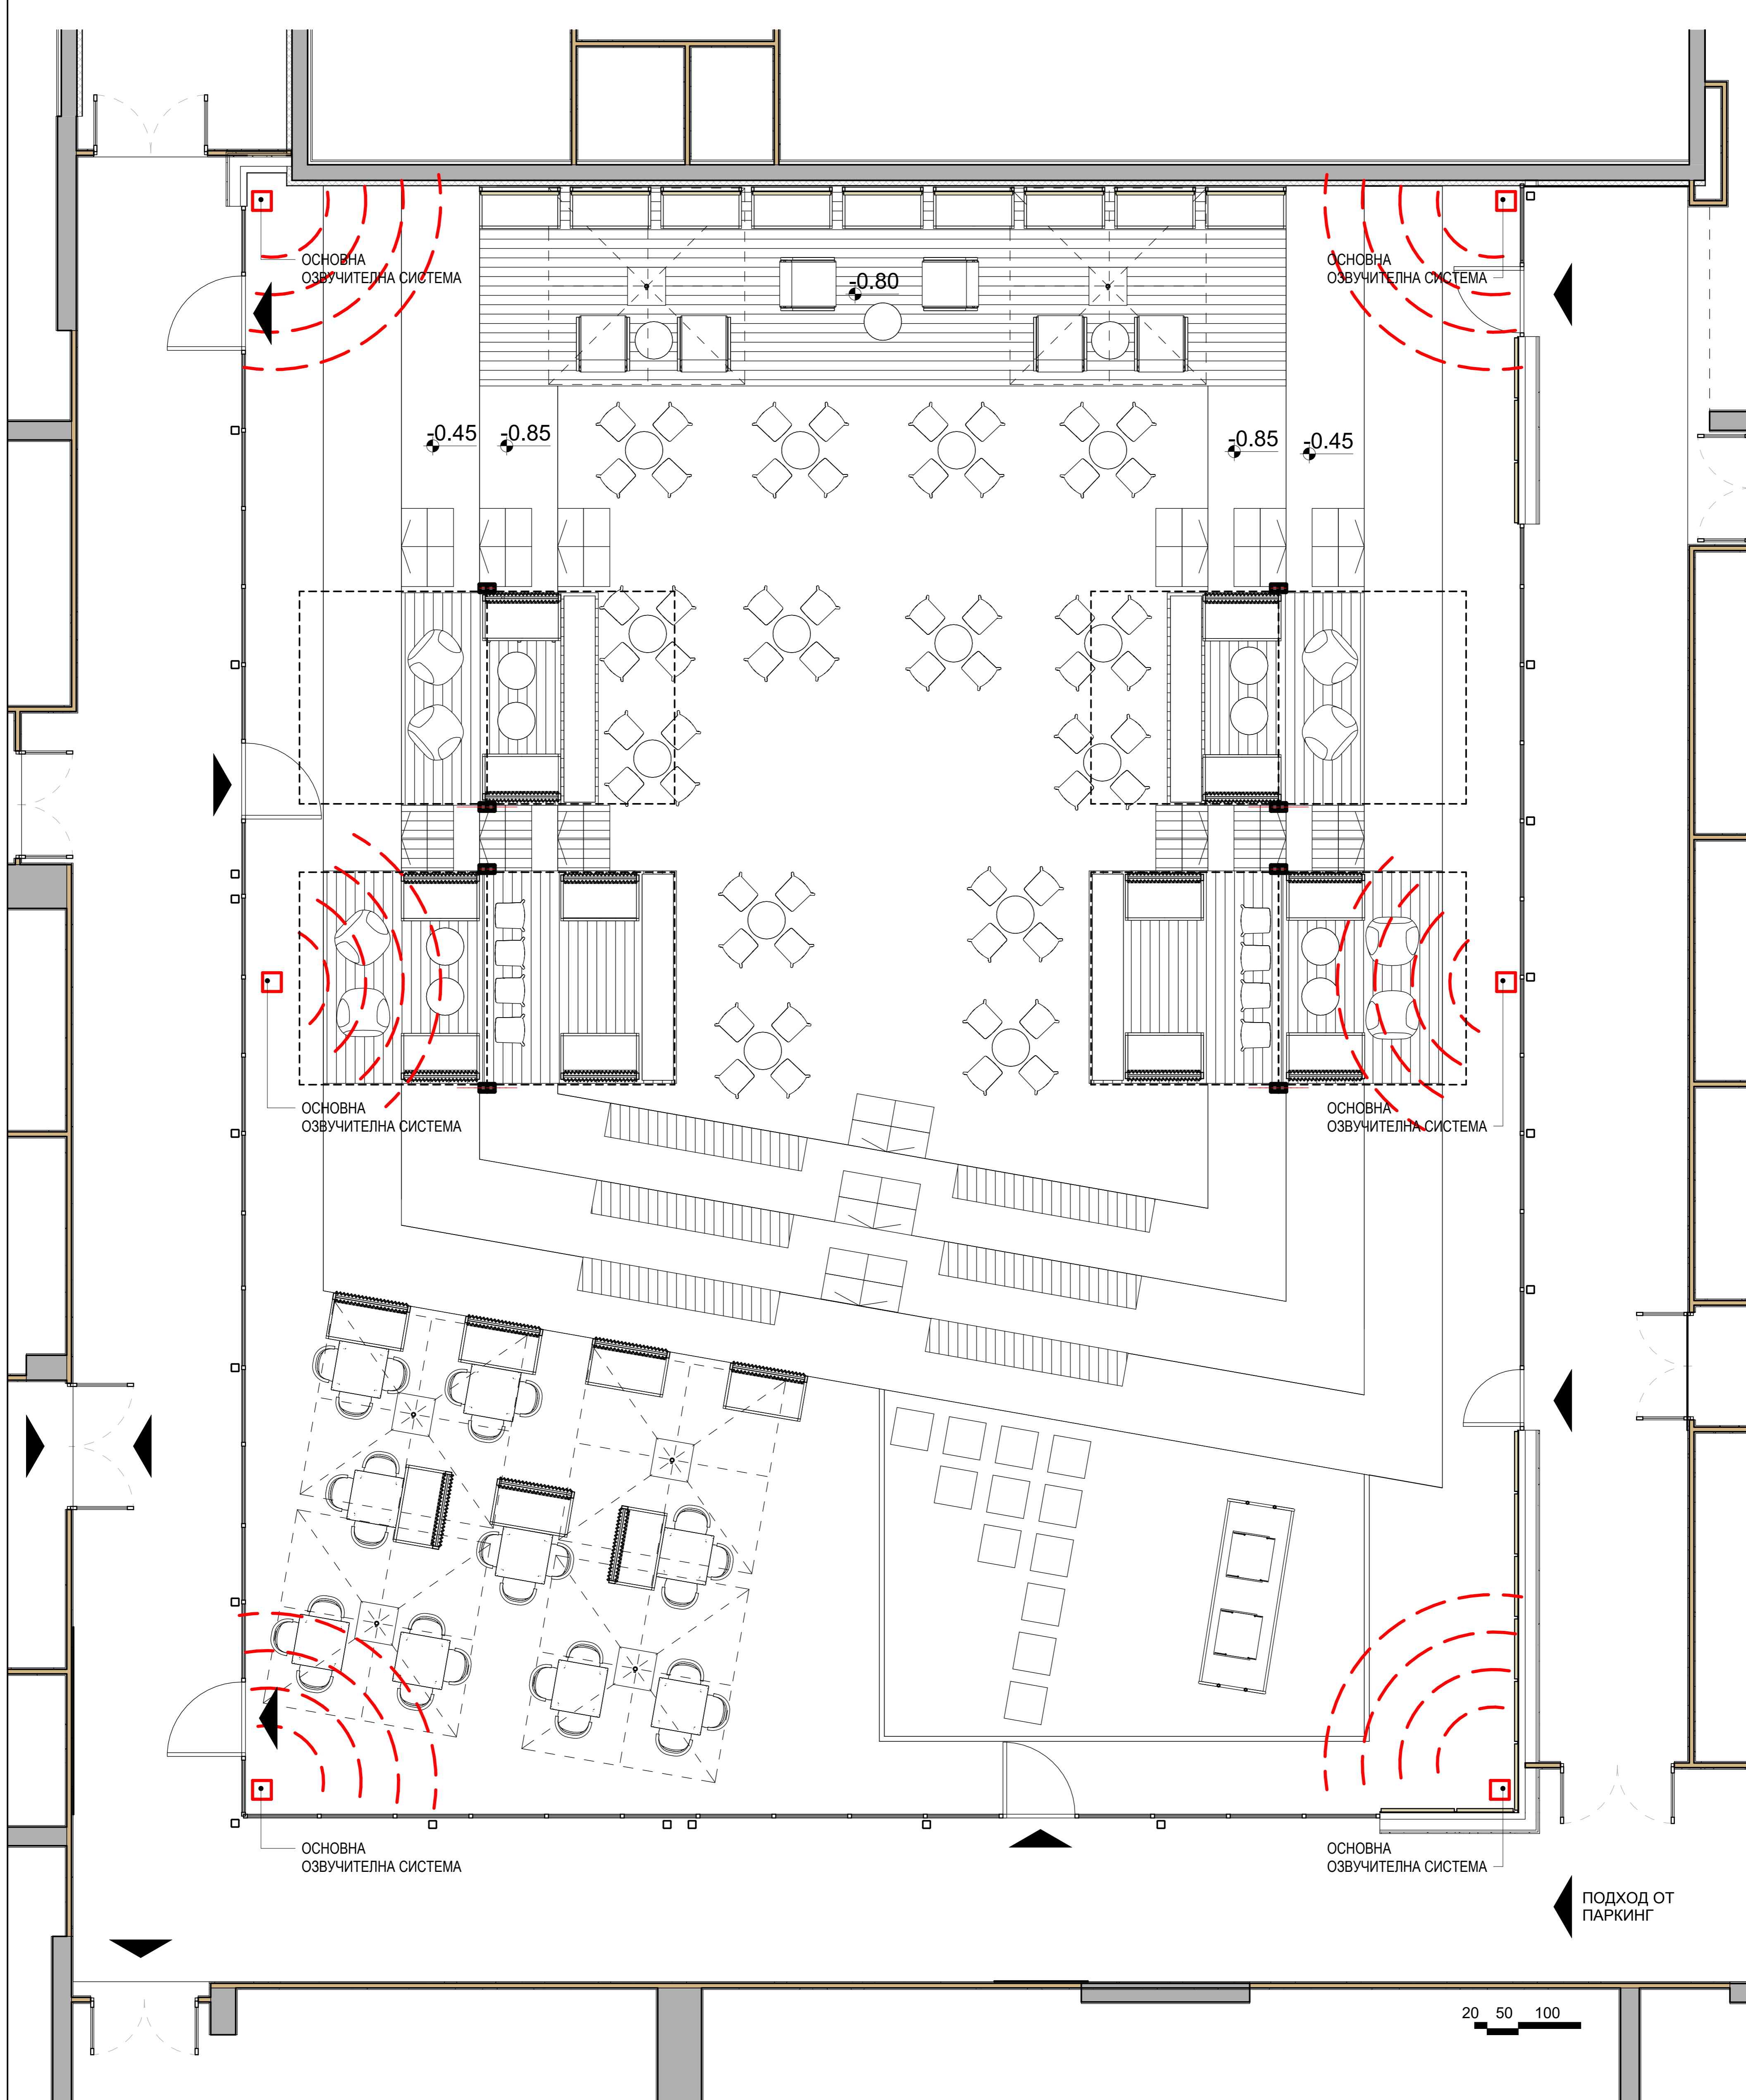 ОСНОВНА
ОЗВУЧИТЕЛНА СИСТЕМА
ОСНОВНА
ОЗВУЧИТЕЛНА СИСТЕМА
-0.80
-0.45
-0.85
-0.85
-0.45
ОСНОВНА
ОЗВУЧИТЕЛНА СИСТЕМА
ОСНОВНА
ОЗВУЧИТЕЛНА СИСТЕМА
ОСНОВНА
ОЗВУЧИТЕЛНА СИСТЕМА
ОСНОВНА
ОЗВУЧИТЕЛНА СИСТЕМА
ПОДХОД ОТ
ПАРКИНГ
20 50 100